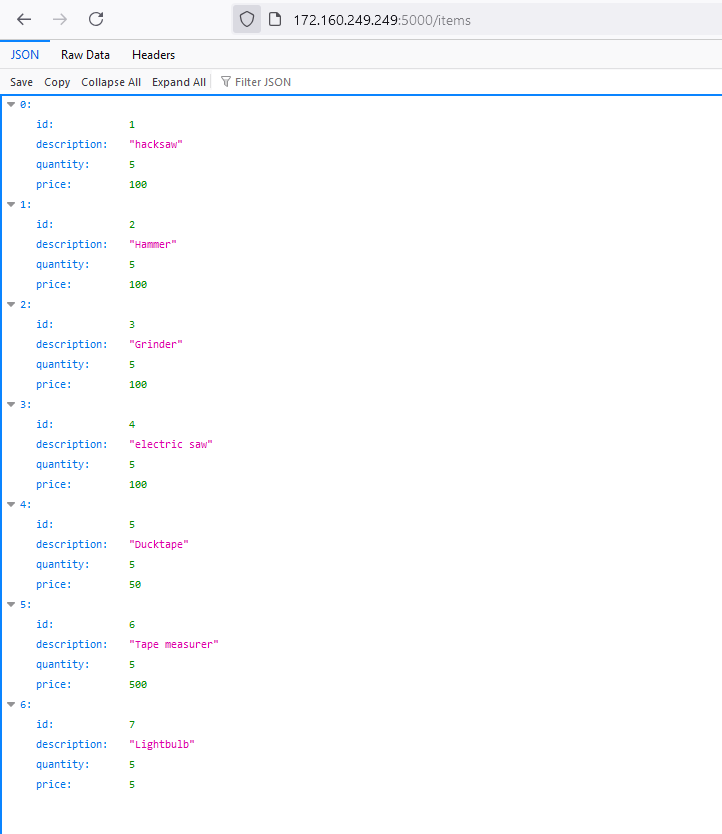 172.160.249.249:5000/items
JSON Raw Data Headers
Save Copy Collapse All Expand All Filter JSON
0:
id: 1
description: "hacksaw"
quantity: 5
price: 100
1:
id: 2
description: "Hammer"
quantity: 5
price: 100
2:
id: 3
description: "Grinder"
quantity: 5
price: 100
3:
id: 4
description: "electric saw"
quantity: 5
price: 100
4:
id: 5
description: "Ducktape"
quantity: 5
price: 50
5:
id: 6
description: "Tape measurer"
quantity: 5
price: 500
6:
id: 7
description: "Lightbulb"
quantity: 5
price: 5